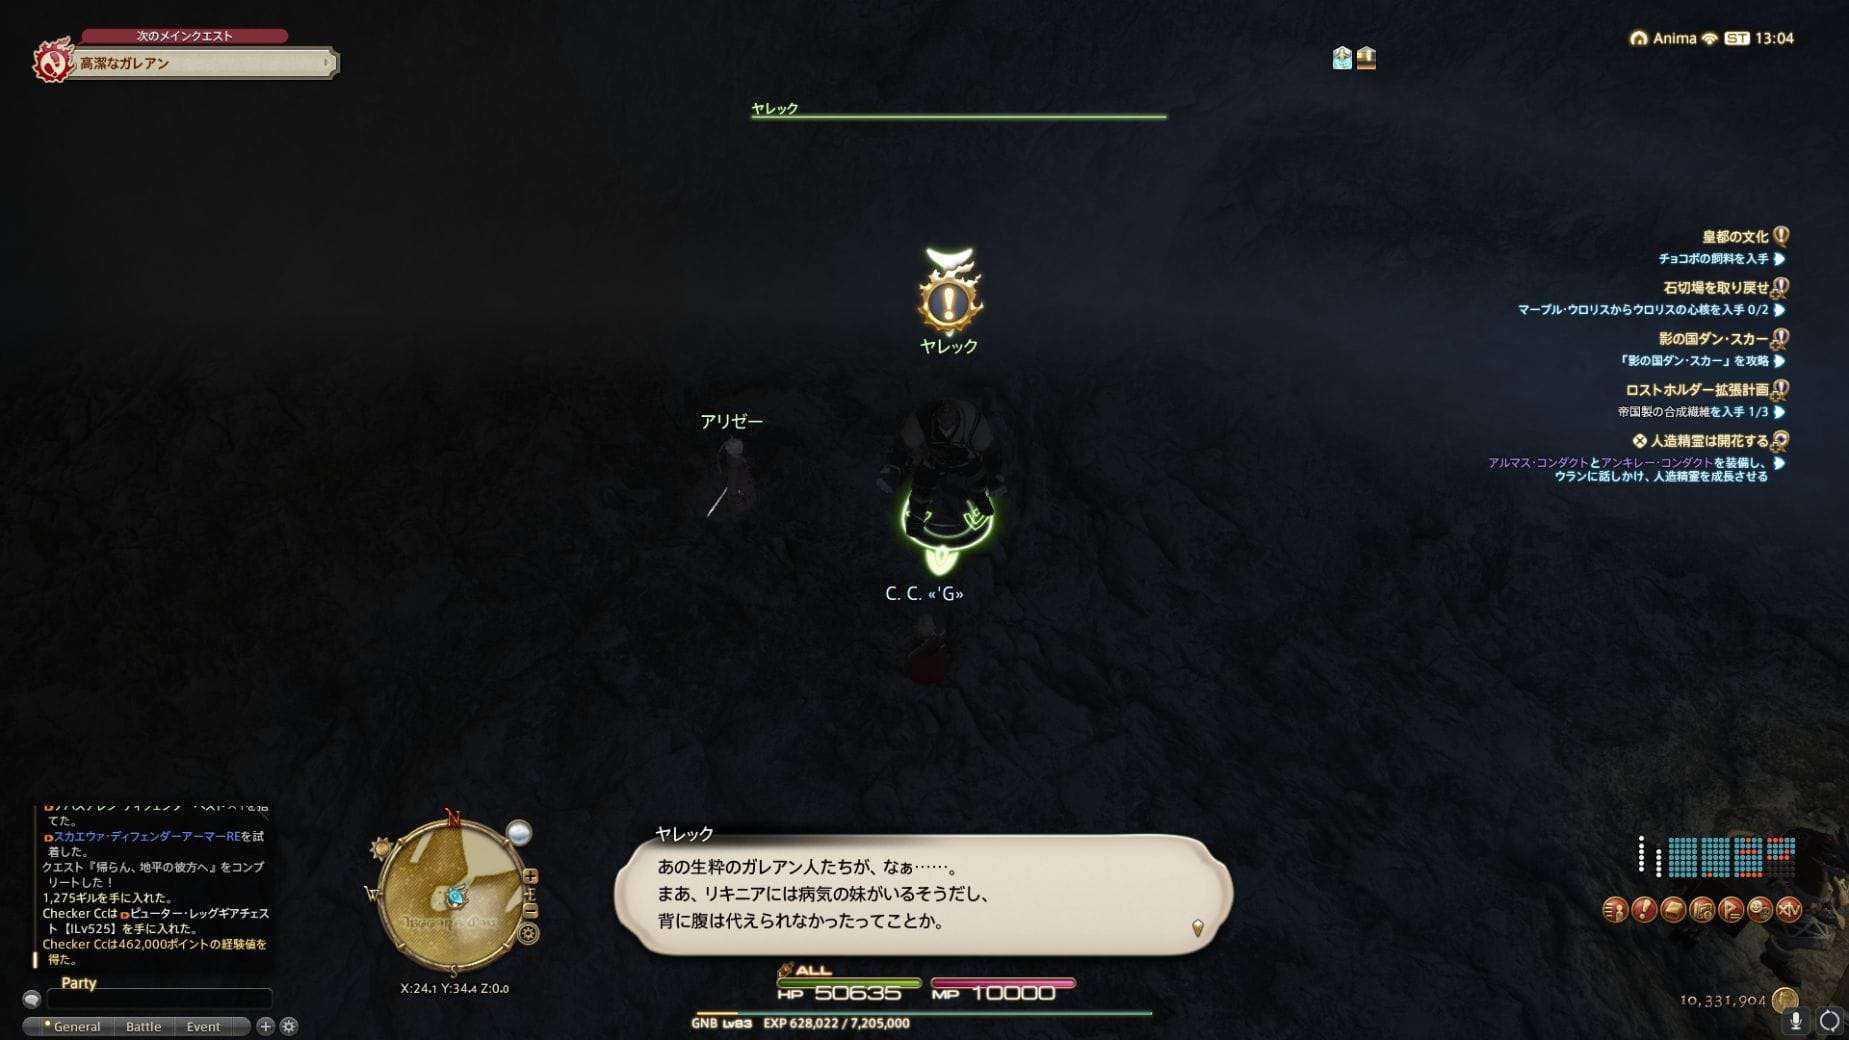 次のメインクエスト
高潔なガレアン
Anima ST 13:04
ヤレック
ヤレック
アリゼー
C. C. «'G»
皇都の文化
チョコボの飼料を入手
石切場を取り戻せ
マーブル・ウロリスからウロリスの心核を入手 0/2
影の国ダン・スカー
「影の国ダン・スカー」を攻略
ロストホルダー拡張計画
帝国製の合成繊維を入手 1/3
人造精霊は開花する
アルマス・コンダクトとアンキレー・コンダクトを装備し、
ウランに話しかけ、人造精霊を成長させる
てた。
スカエウァ・ディフェンダーアーマーREを試
着した。
クエスト『帰らん、地平の彼方へ』をコンプ
リートした！
1,275ギルを手に入れた。
Checker Ccは ピューター・レッグギアチェス
ト【ILv525】を手に入れた。
Checker Ccは462,000ポイントの経験値を
得た。
Party
General Battle Event
N
W
E
S
X:24.1 Y:34.4 Z:0.0
ヤレック
あの生粋のガレアン人たちが、なぁ……。
まあ、リキニアには病気の妹がいるそうだし、
背に腹は代えられなかったってことか。
ALL
HP 50635 MP 10000
GNB Lv83 EXP 628,022 / 7,205,000
XIV
10,331,904